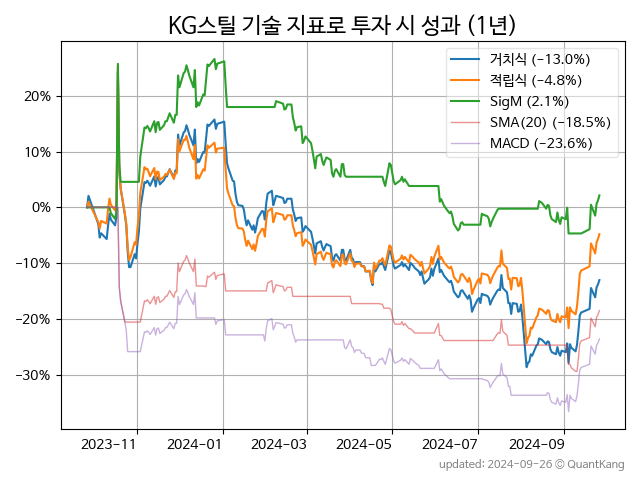 KG스틸 기술 지표로 투자 시 성과 (1년)
거치식 (−13.0%)
적립식 (−4.8%)
SigM (2.1%)
SMA(20) (−18.5%)
MACD (−23.6%)
20%
10%
0%
−10%
−20%
−30%
2023-11 2024-01 2024-03 2024-05 2024-07 2024-09
updated: 2024-09-26 © QuantKang